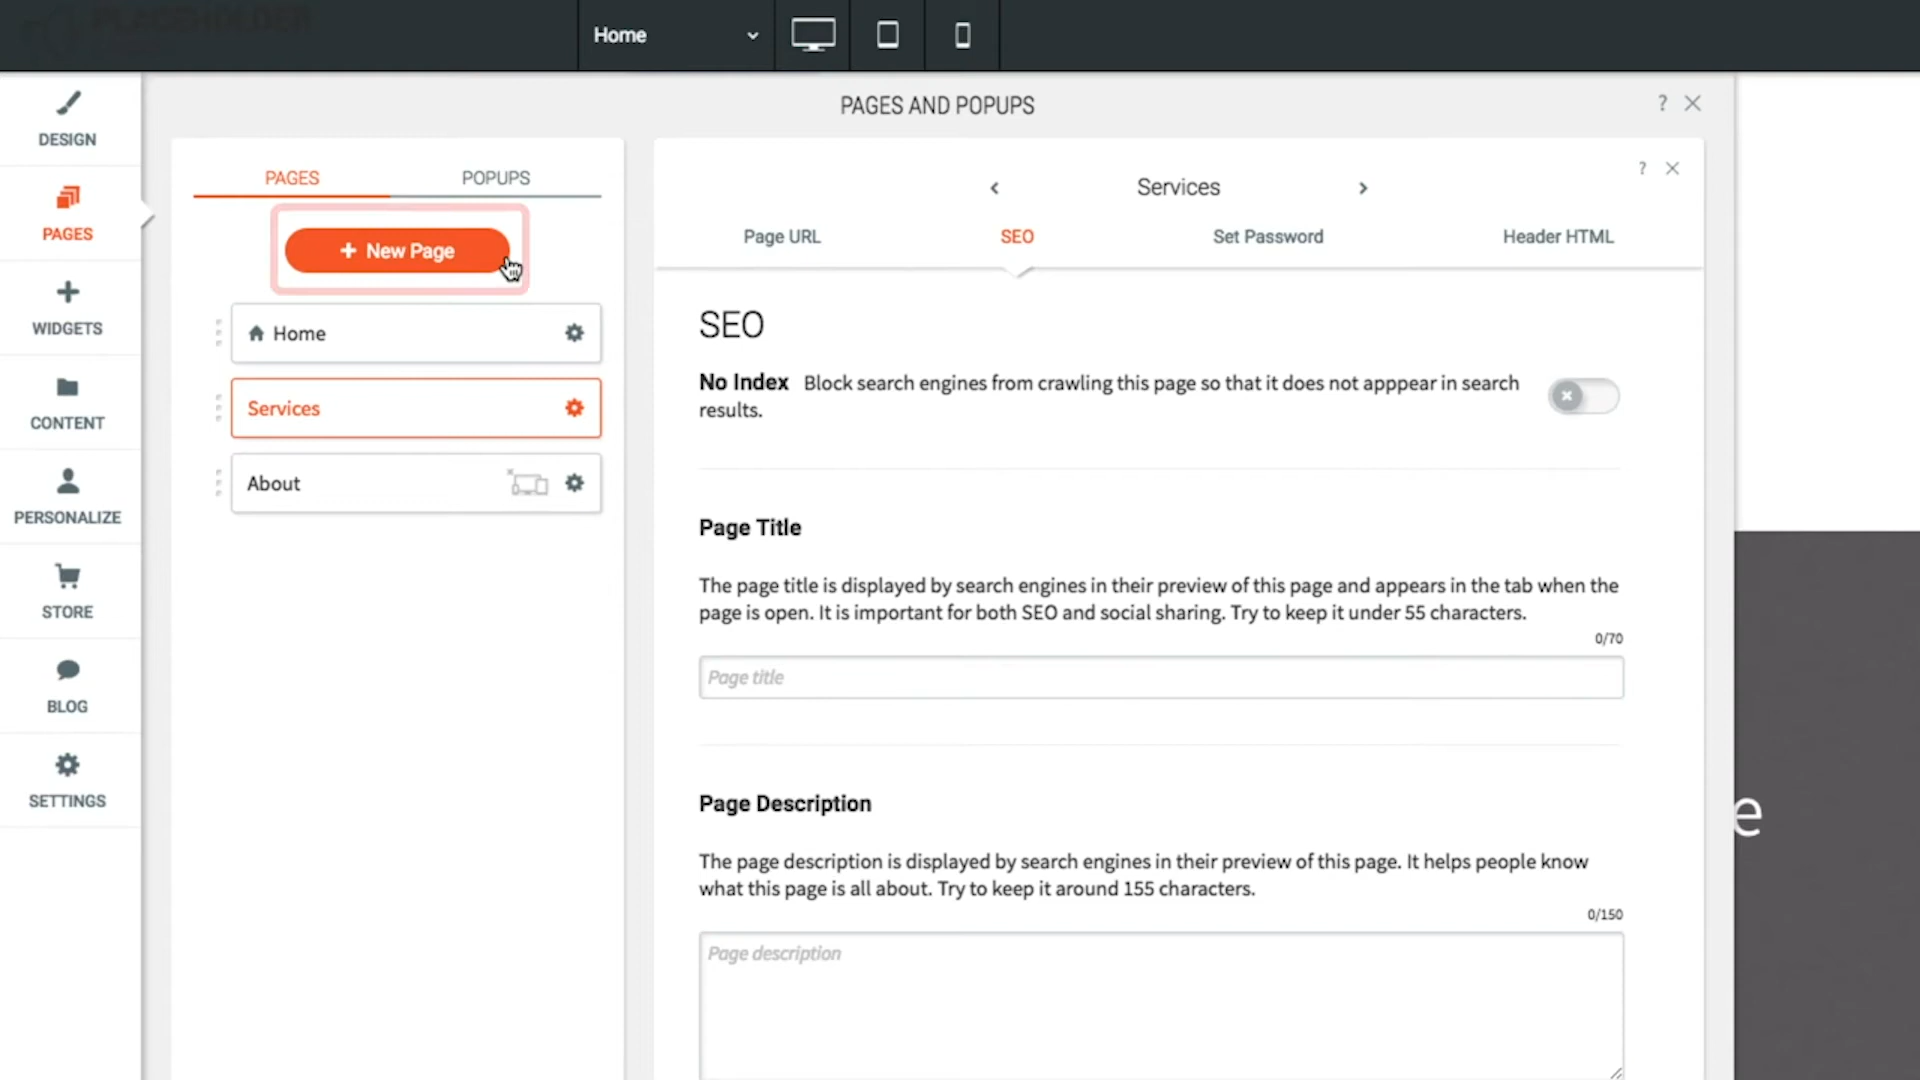 PLACEHOLDER
Home
DESIGN
PAGES
WIDGETS
CONTENT
PERSONALIZE
STORE
BLOG
SETTINGS
PAGES AND POPUPS
?
PAGES
POPUPS
+ New Page
Home
Services
About
?
Services
Page URL
SEO
Set Password
Header HTML
SEO
No Index Block search engines from crawling this page so that it does not apppear in search
results.
Page Title
The page title is displayed by search engines in their preview of this page and appears in the tab when the
page is open. It is important for both SEO and social sharing. Try to keep it under 55 characters.
0/70
Page title
Page Description
The page description is displayed by search engines in their preview of this page. It helps people know
what this page is all about. Try to keep it around 155 characters.
0/150
Page description
e